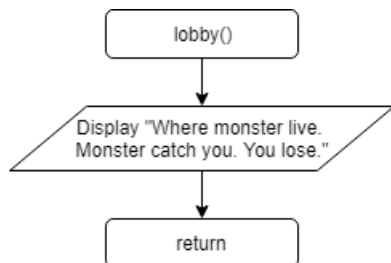 lobby()
Display "Where monster live.
Monster catch you. You lose."
return